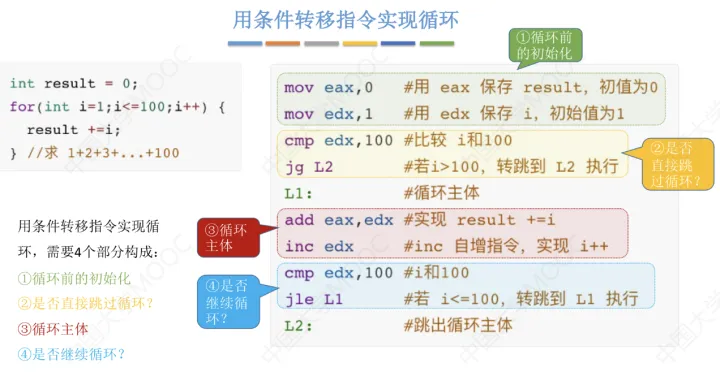 用条件转移指令实现循环
int result = 0;
for(int i=1;i<=100;i++) {
result +=i;
} //求 1+2+3+...+100
①循环前
的初始化
mov eax,0 #用 eax 保存 result，初值为0
mov edx,1 #用 edx 保存 i，初始值为1
cmp edx,100 #比较 i和100
jg L2 #若i>100，转跳到 L2 执行
②是否
直接跳
过循环？
L1: #循环主体
③循环
主体
add eax,edx #实现 result +=i
inc edx #inc 自增指令，实现 i++
④是否
继续循
环？
cmp edx,100 #i和100
jle L1 #若 i<=100，转跳到 L1 执行
L2: #跳出循环主体
用条件转移指令实现循
环，需要4个部分构成：
①循环前的初始化
②是否直接跳过循环？
③循环主体
④是否继续循环？
中国大学MOOC